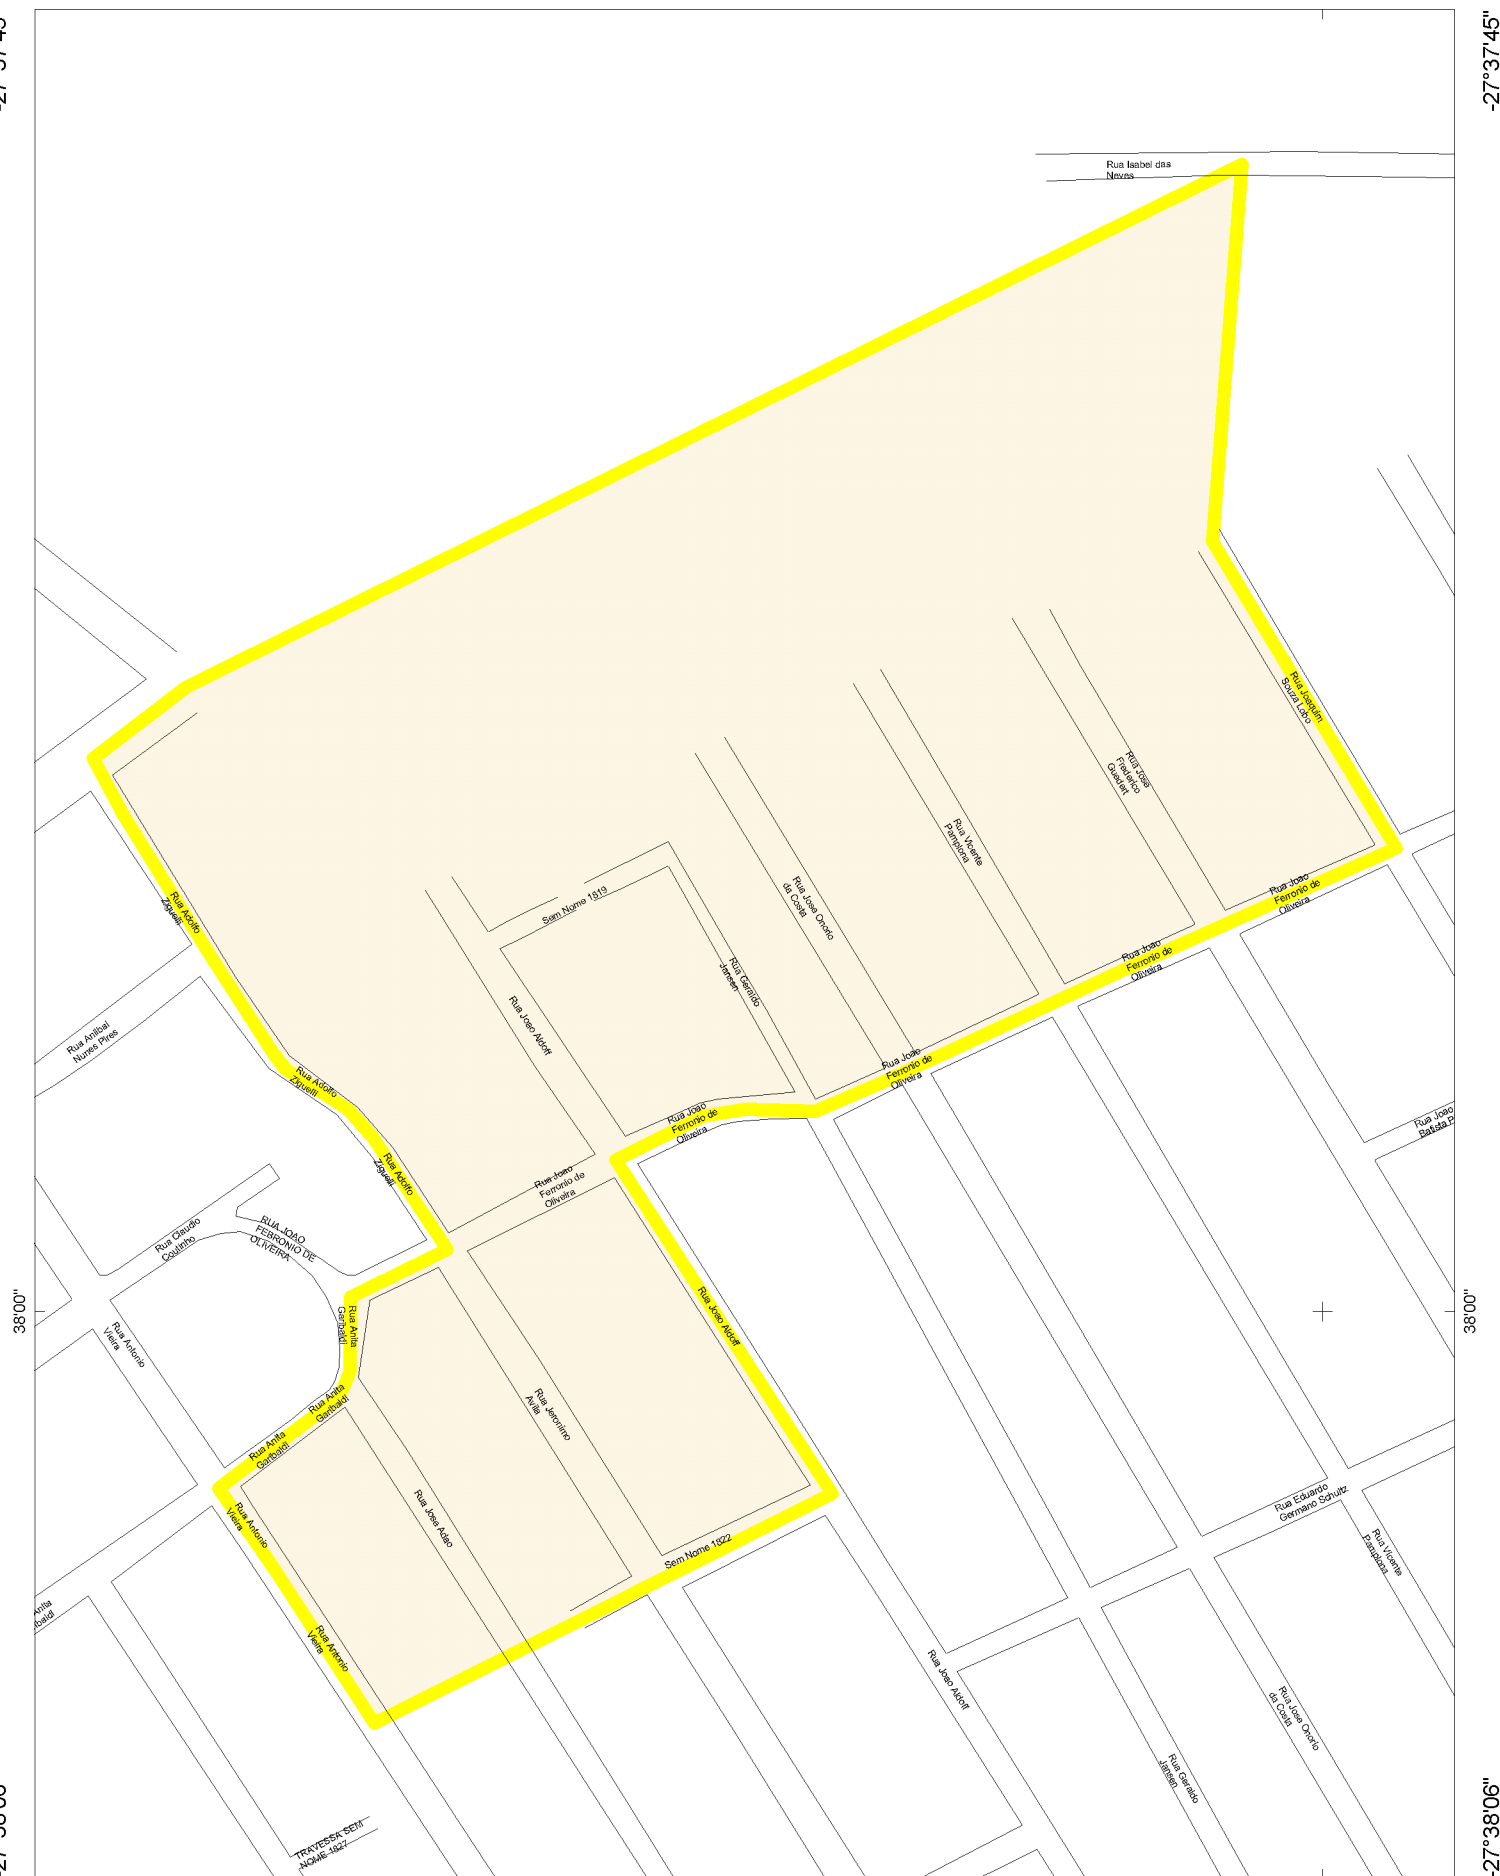 -27°37'45"
Rua Isabel das
Neves
Rua Joaquim
Souza Lobo
Rua Jose
Frederico
Guedert
Rua Vicente
Pamplona
Rua Jose Onorio
da Costa
Rua Joao
Ferronio de
Oliveira
Sem Nome 1819
Rua Adolfo
Ziguelli
Rua Joao
Ferronio de
Oliveira
Rua Geraldo
Jansen
Rua Joao Aldoff
Rua Anlibal
Nunes Pires
Rua Joao
Ferronio de
Oliveira
Rua Adolfo
Ziguelli
Rua Joao
Ferronio de
Oliveira
Rua Joao
Batista P
Rua Adolfo
Ziguelli
Rua Joao
Ferronio de
Oliveira
Rua Claudio
Coutinho
RUA JOAO
FEBRONIO DE
OLIVEIRA
38'00"
38'00"
Rua Antonio
Vieira
Rua Anita
Garibaldi
Rua Joao Aldoff
Rua Anita
Garibaldi
Rua Jeronimo
Avilla
Rua Anita
Garibaldi
Rua Jose Adao
Rua Antonio
Vieira
Rua Eduardo
Germano Schultz
Sem Nome 1822
Rua Vicente
Pamplona
Anita
ibaldi
Rua Antonio
Vieira
Rua Joao Aldoff
Rua Jose Onorio
da Costa
Rua Geraldo
Jansen
TRAVESSA SEM
NOME 1827
-27°38'06"